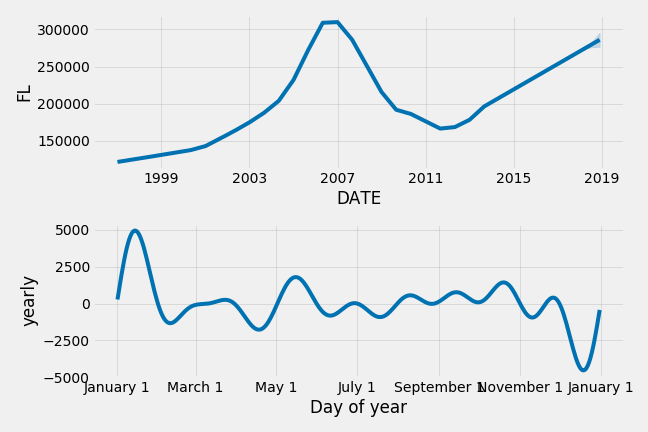 300000
250000
200000
150000
FL
1999 2003 2007 2011 2015 2019
DATE
5000
2500
0
−2500
−5000
yearly
January 1 March 1 May 1 July 1 September 1 November 1 January 1
Day of year